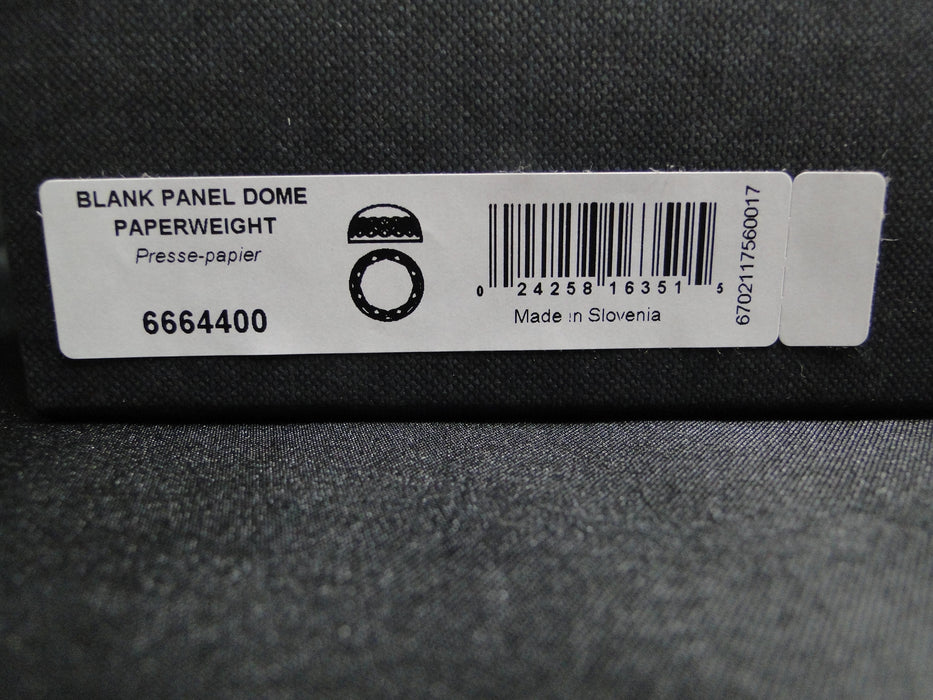 BLANK PANEL DOME
PAPERWEIGHT
Presse-papier
6664400
0 24258 16351 5
Made in Slovenia
6702117560017